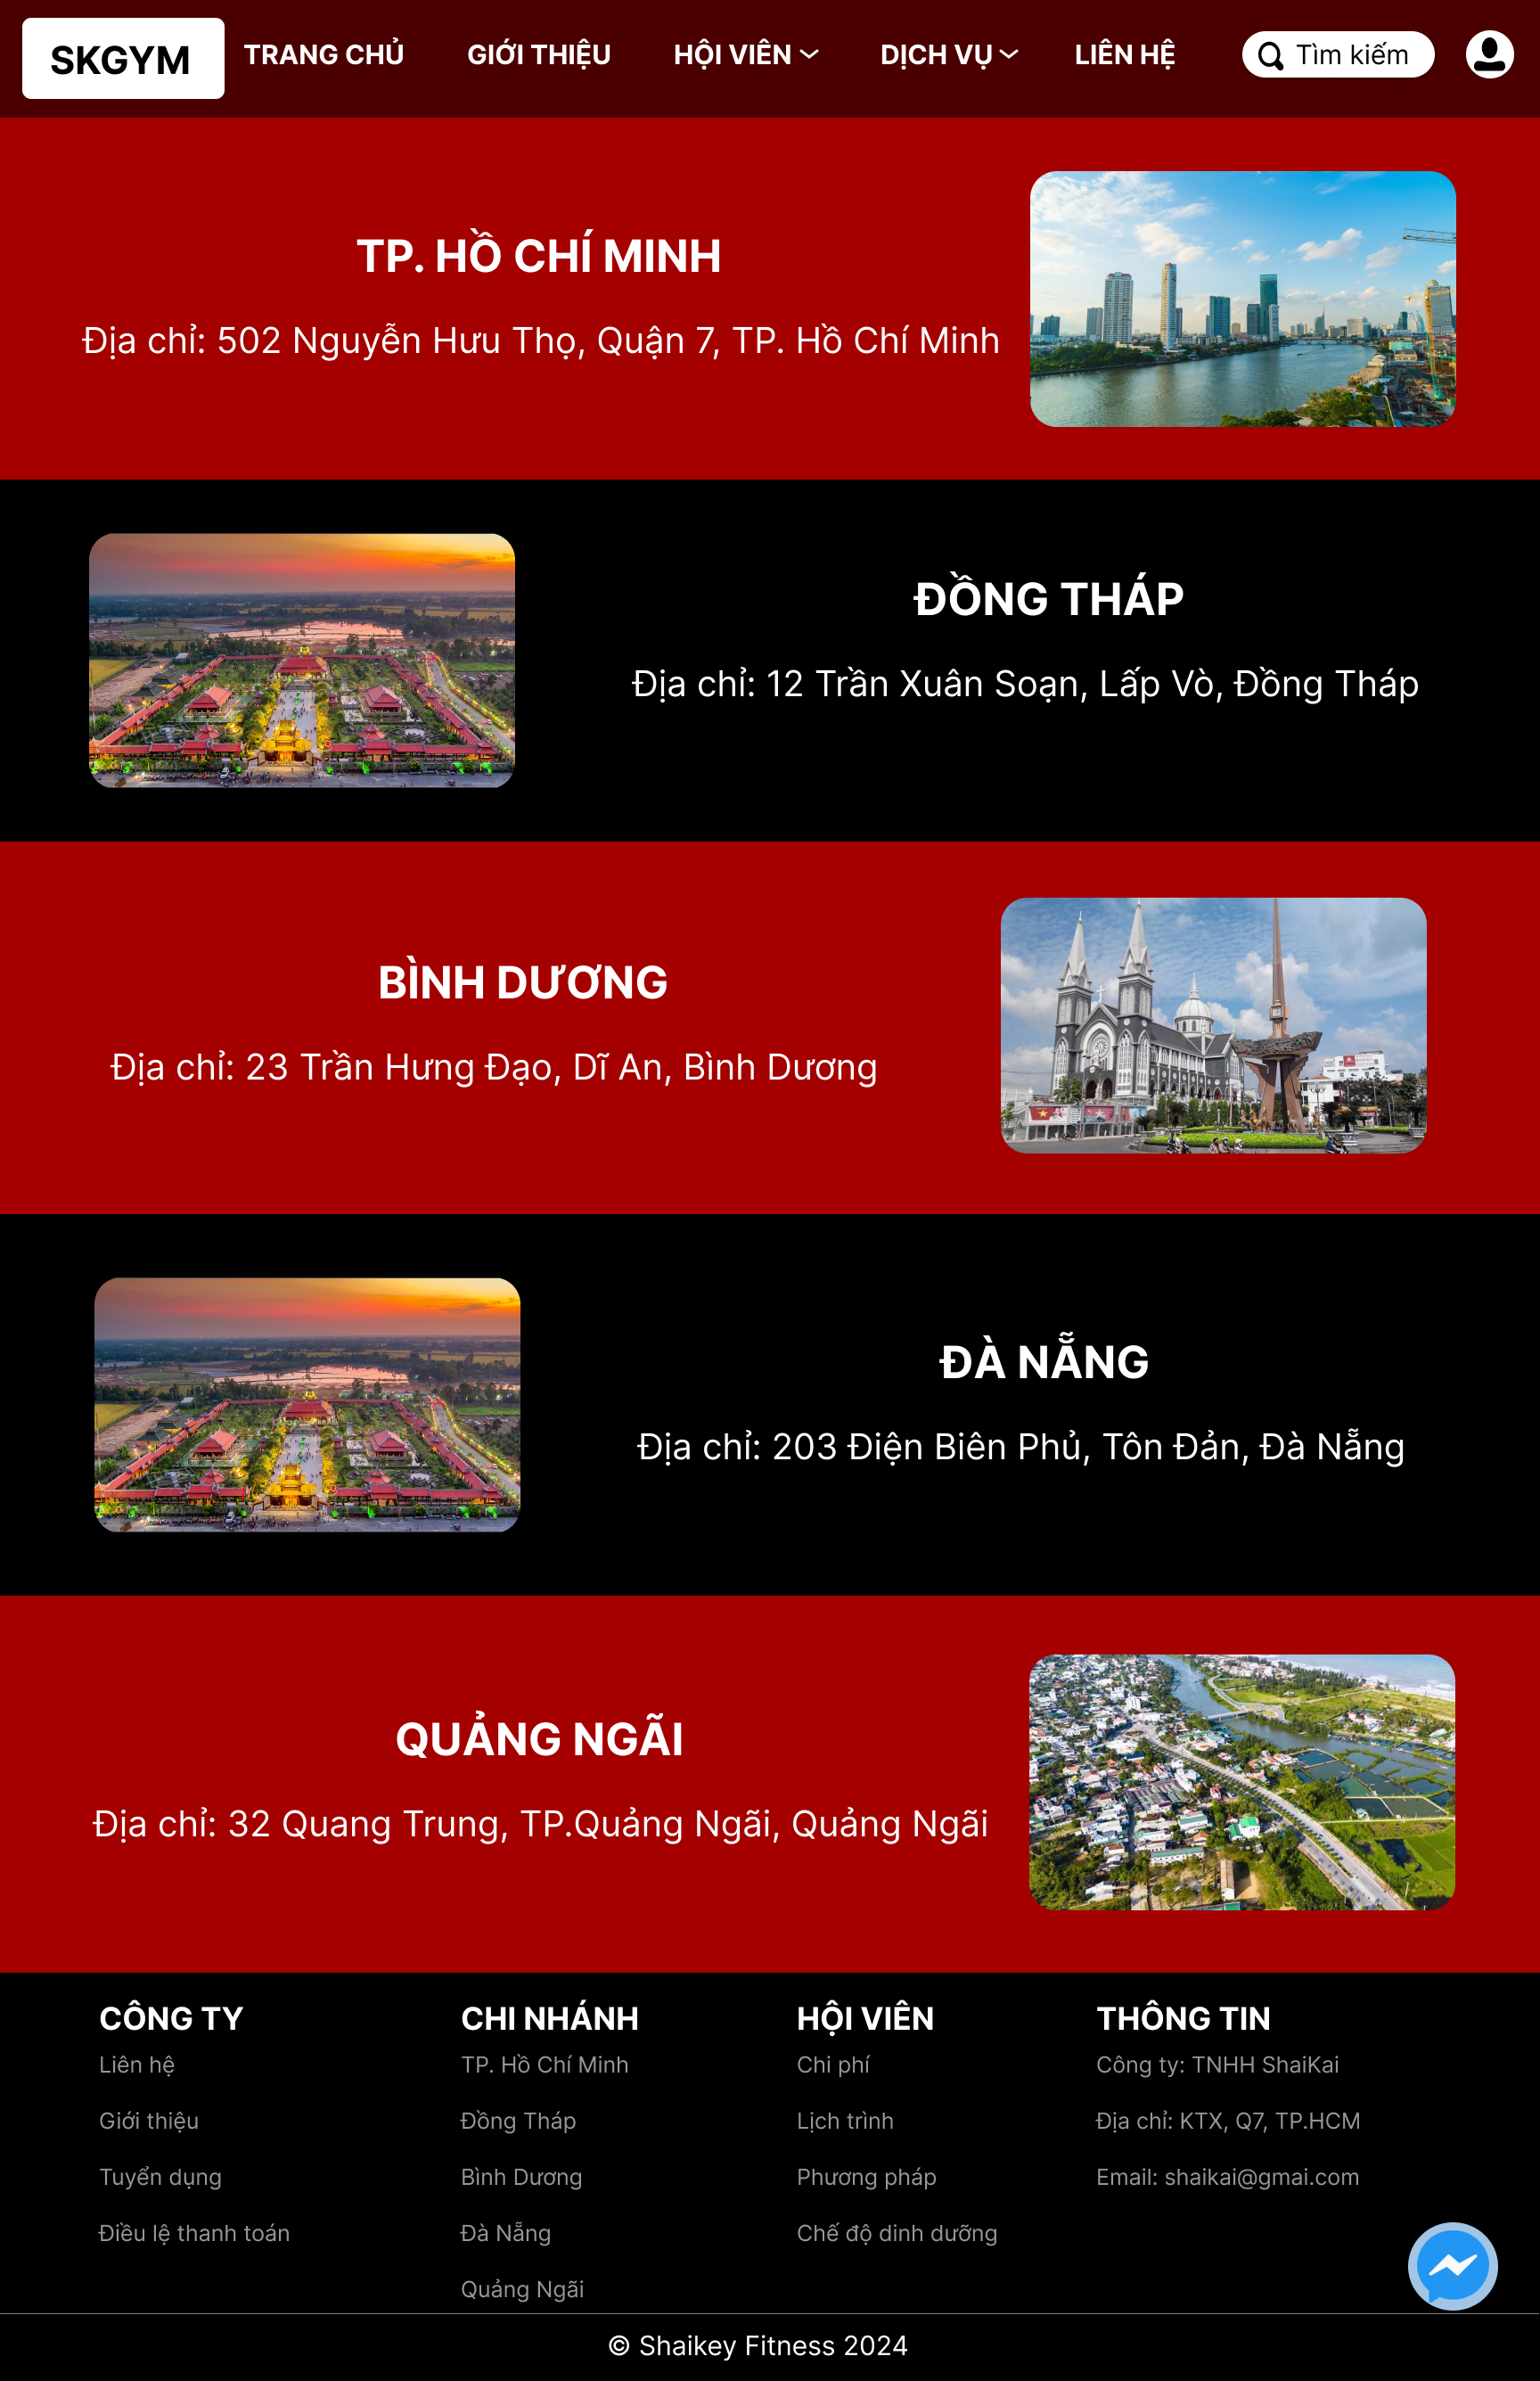 SKGYM
TRANG CHỦ
GIỚI THIỆU
HỘI VIÊN
DỊCH VỤ
LIÊN HỆ
Tìm kiếm
TP. HỒ CHÍ MINH
Địa chỉ: 502 Nguyễn Hưu Thọ, Quận 7, TP. Hồ Chí Minh
ĐỒNG THÁP
Địa chỉ: 12 Trần Xuân Soạn, Lấp Vò, Đồng Tháp
BÌNH DƯƠNG
Địa chỉ: 23 Trần Hưng Đạo, Dĩ An, Bình Dương
ĐÀ NẴNG
Địa chỉ: 203 Điện Biên Phủ, Tôn Đản, Đà Nẵng
QUẢNG NGÃI
Địa chỉ: 32 Quang Trung, TP.Quảng Ngãi, Quảng Ngãi
CÔNG TY
Liên hệ
Giới thiệu
Tuyển dụng
Điều lệ thanh toán
CHI NHÁNH
TP. Hồ Chí Minh
Đồng Tháp
Bình Dương
Đà Nẵng
Quảng Ngãi
HỘI VIÊN
Chi phí
Lịch trình
Phương pháp
Chế độ dinh dưỡng
THÔNG TIN
Công ty: TNHH ShaiKai
Địa chỉ: KTX, Q7, TP.HCM
Email: shaikai@gmai.com
© Shaikey Fitness 2024